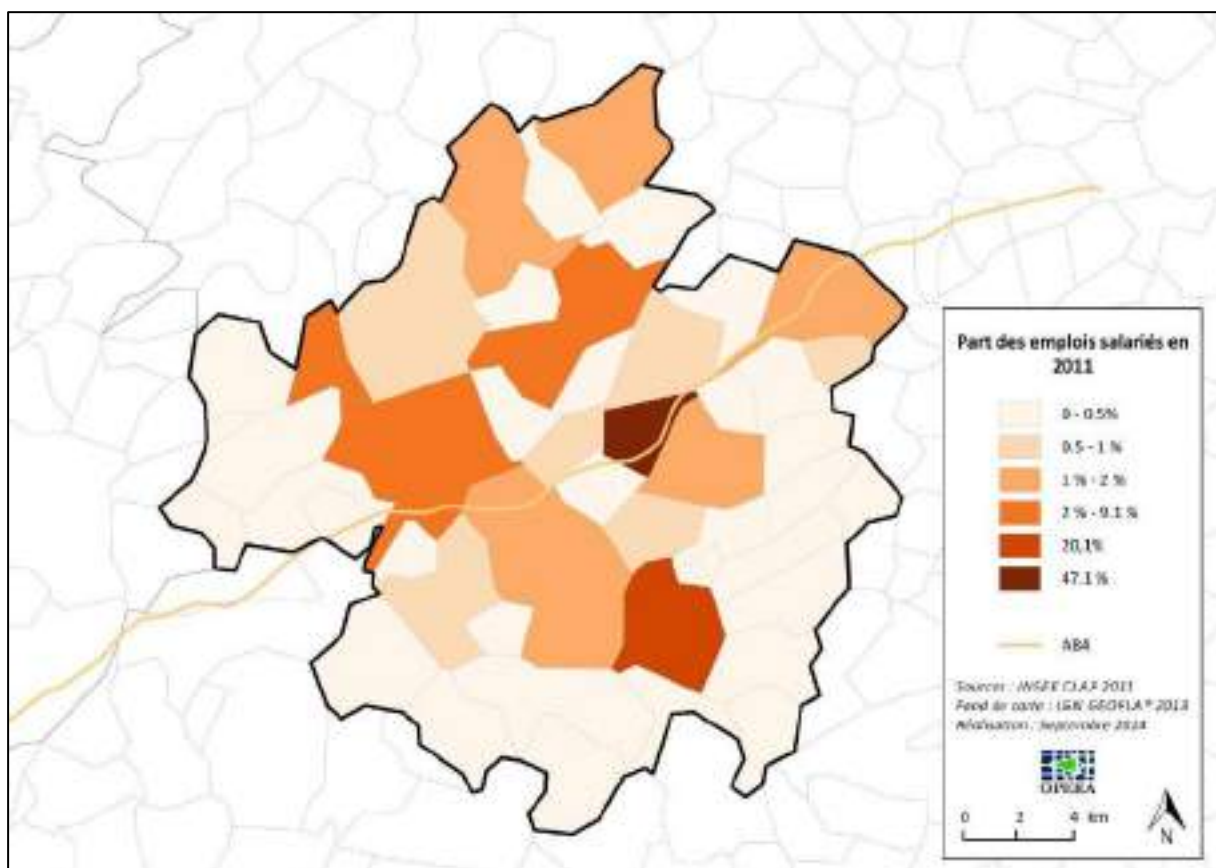 Part des emplois salariés en
2011
0 - 0.5%
0.5 - 1 %
1 % - 2 %
2 % - 9.1 %
20,1%
47.1 %
A84
Sources : INSEE CLAP 2011
Fond de carte : IGN GEOFLA® 2013
Réalisation : Septembre 2014
OPERA
0 2 4 km
N